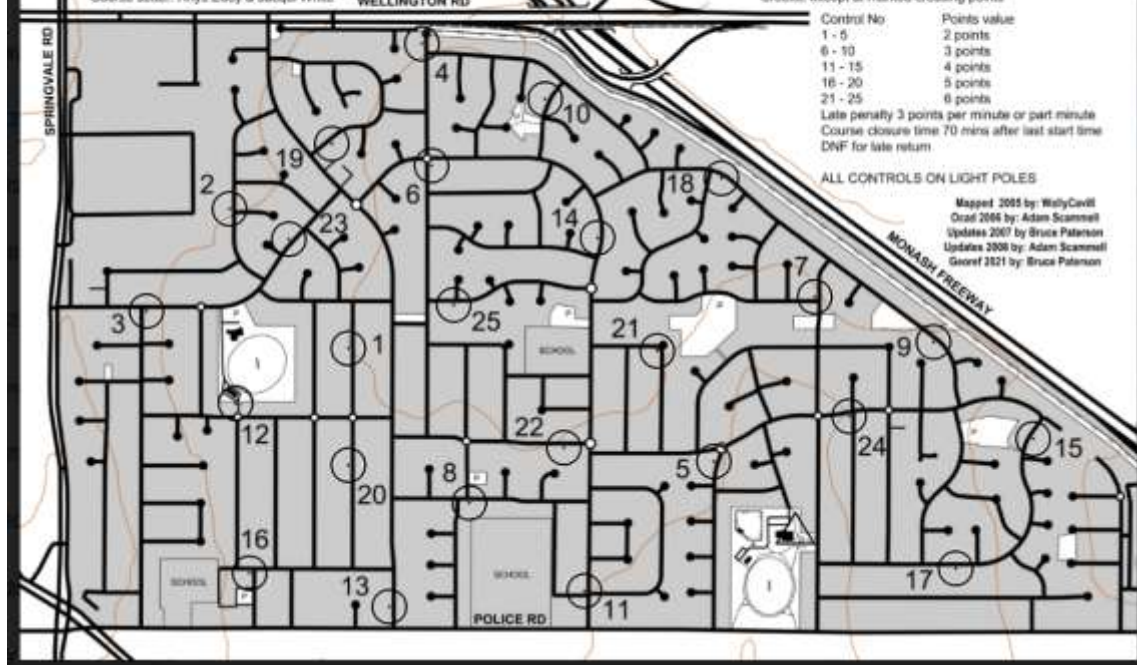 WELLINGTON RD
Control No Points value
1 - 5 2 points
6 - 10 3 points
11 - 15 4 points
16 - 20 5 points
21 - 25 6 points
Late penalty 3 points per minute or part minute
Course closure time 70 mins after last start time
DNF for late return
ALL CONTROLS ON LIGHT POLES
Mapped 2005 by: WollyCavill
Ocad 2006 by: Adam Scammell
Updates 2007 by Bruce Paterson
Updates 2008 by: Adam Scammell
Georef 2021 by: Bruce Paterson
SPRINGVALE RD
MONASH FREEWAY
4
10
19
2
6
18
23
14
7
3
25
21
1
9
SCHOOL
12
22
24
15
5
20
8
16
SCHOOL
13
SCHOOL
11
17
POLICE RD